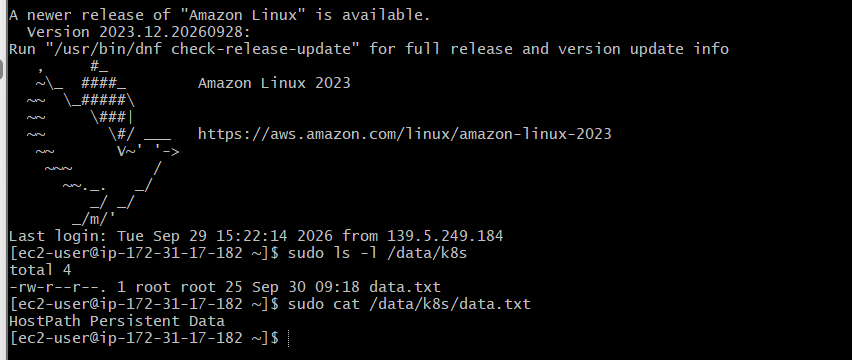 A newer release of "Amazon Linux" is available.
  Version 2023.12.20260928:
Run "/usr/bin/dnf check-release-update" for full release and version update info
   ,     #_
   ~\_  ####_        Amazon Linux 2023
  ~~  \_#####\
  ~~     \###|
  ~~       \#/ ___   https://aws.amazon.com/linux/amazon-linux-2023
   ~~       V~' '->
    ~~~         /
      ~~._.   _/
         _/ _/
       _/m/'
Last login: Tue Sep 29 15:22:14 2026 from 139.5.249.184
[ec2-user@ip-172-31-17-182 ~]$ sudo ls -l /data/k8s
total 4
-rw-r--r--. 1 root root 25 Sep 30 09:18 data.txt
[ec2-user@ip-172-31-17-182 ~]$ sudo cat /data/k8s/data.txt
HostPath Persistent Data
[ec2-user@ip-172-31-17-182 ~]$